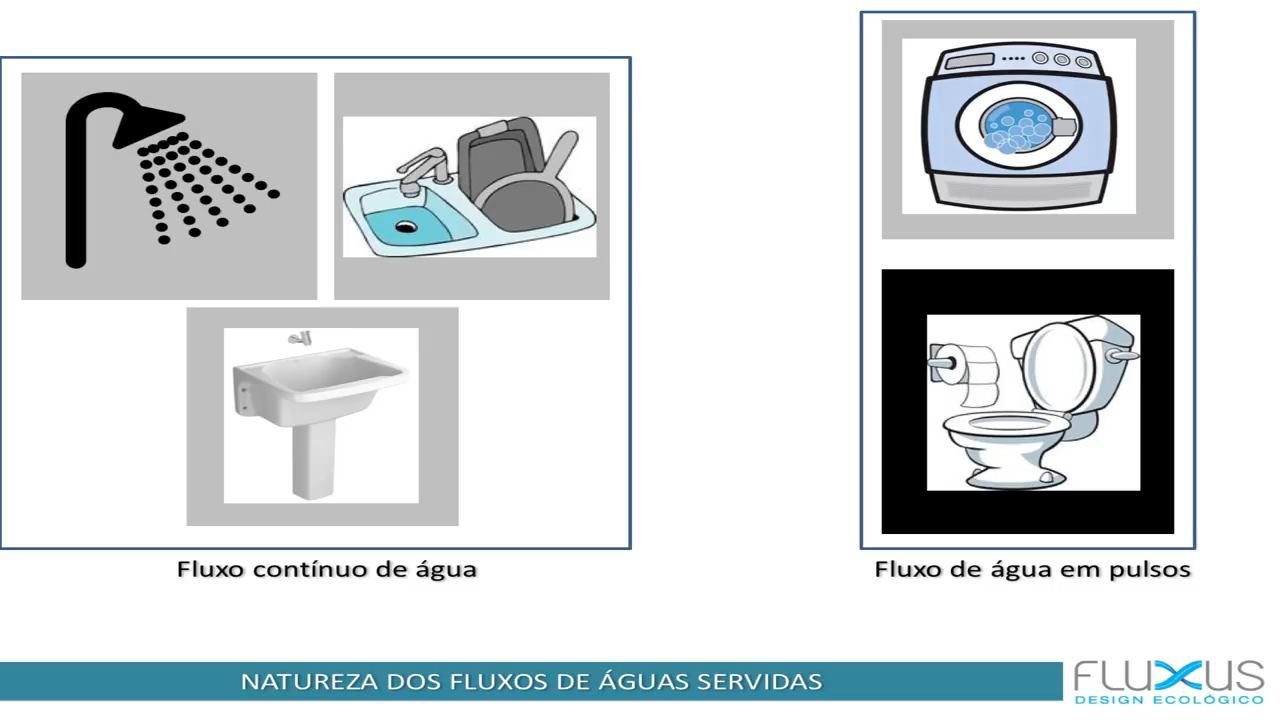 Fluxo contínuo de água
Fluxo de água em pulsos
NATUREZA DOS FLUXOS DE ÁGUAS SERVIDAS
FLUXUS
DESIGN ECOLÓGICO